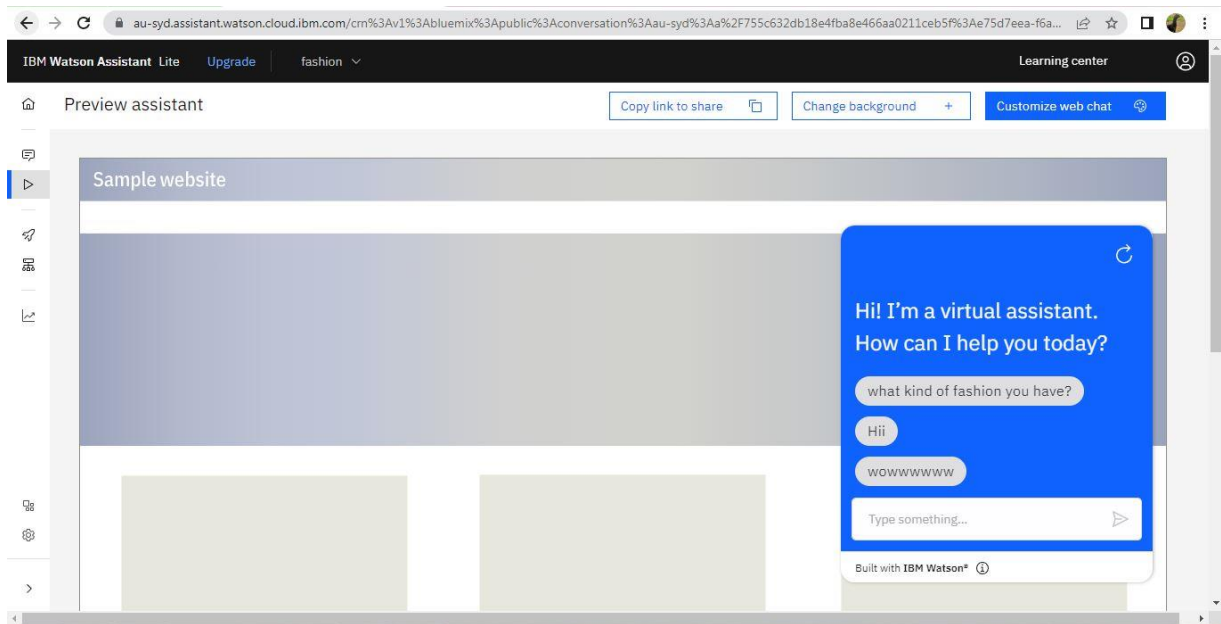 au-syd.assistant.watson.cloud.ibm.com/crn%3Av1%3Abluemix%3Apublic%3Aconversation%3Aau-syd%3Aa%2F755c632db18e4fba8e466aa0211ceb5f%3Ae75d7eea-f6a...
IBM Watson Assistant Lite Upgrade fashion Learning center
Preview assistant Copy link to share Change background + Customize web chat
Sample website
Hi! I'm a virtual assistant.
How can I help you today?
what kind of fashion you have?
Hii
wowwwwww
Type something...
Built with IBM Watson®